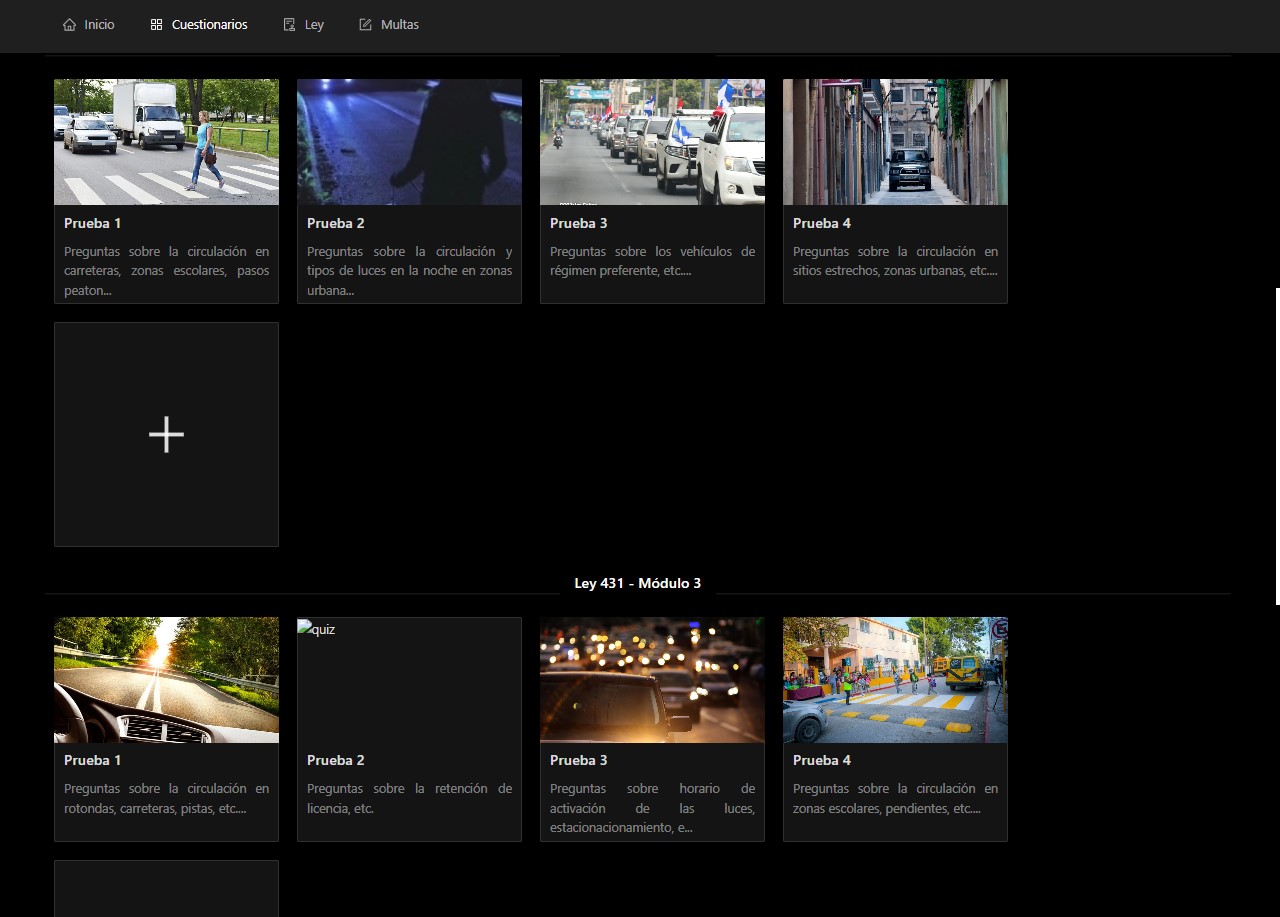 Inicio
Cuestionarios
Ley
Multas
Prueba 1
Preguntas sobre la circulación en
carreteras, zonas escolares, pasos
peaton...
Prueba 2
Preguntas sobre la circulación y
tipos de luces en la noche en zonas
urbana...
Prueba 3
Preguntas sobre los vehículos de
régimen preferente, etc....
Prueba 4
Preguntas sobre la circulación en
sitios estrechos, zonas urbanas, etc....
Ley 431 - Módulo 3
quiz
Prueba 1
Preguntas sobre la circulación en
rotondas, carreteras, pistas, etc....
Prueba 2
Preguntas sobre la retención de
licencia, etc.
Prueba 3
Preguntas sobre horario de
activación de las luces,
estacionacionamiento, e...
Prueba 4
Preguntas sobre la circulación en
zonas escolares, pendientes, etc....